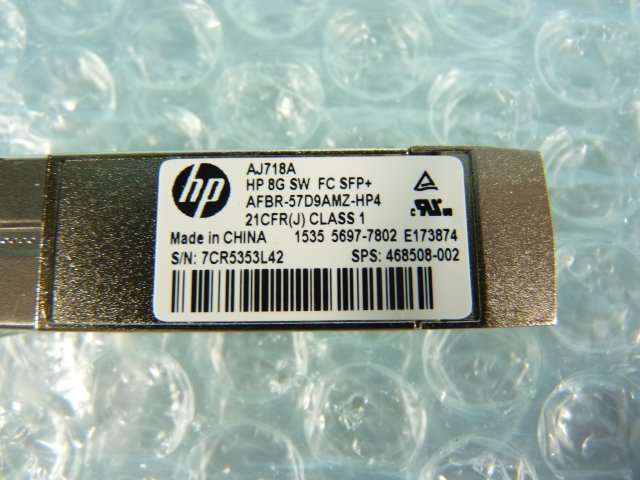 hp
AJ718A
HP 8G SW FC SFP+
AFBR-57D9AMZ-HP4
21CFR(J) CLASS 1
Made in CHINA 1535 5697-7802 E173874
S/N: 7CR5353L42 SPS: 468508-002